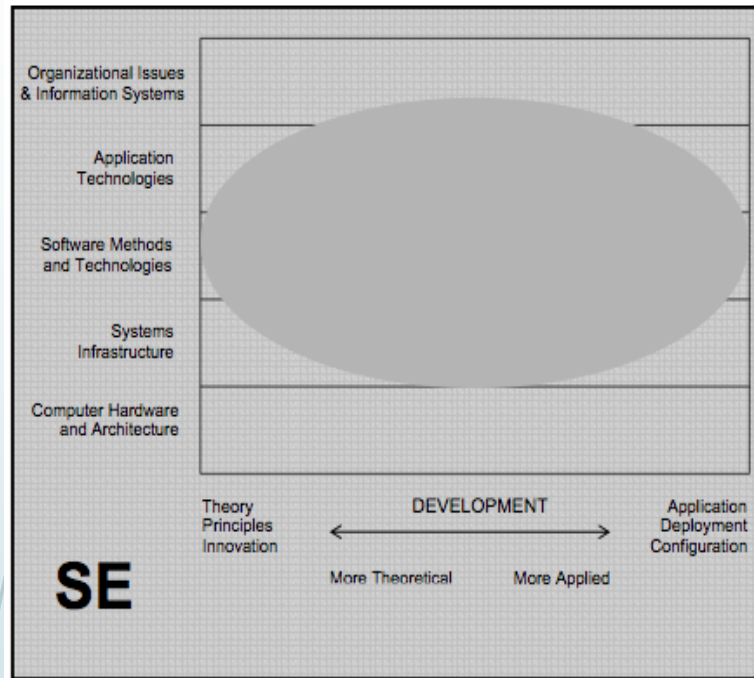 Organizational Issues
& Information Systems
Application
Technologies
Software Methods
and Technologies
Systems
Infrastructure
Computer Hardware
and Architecture
Theory
Principles
Innovation
DEVELOPMENT
More Theoretical
More Applied
Application
Deployment
Configuration
SE